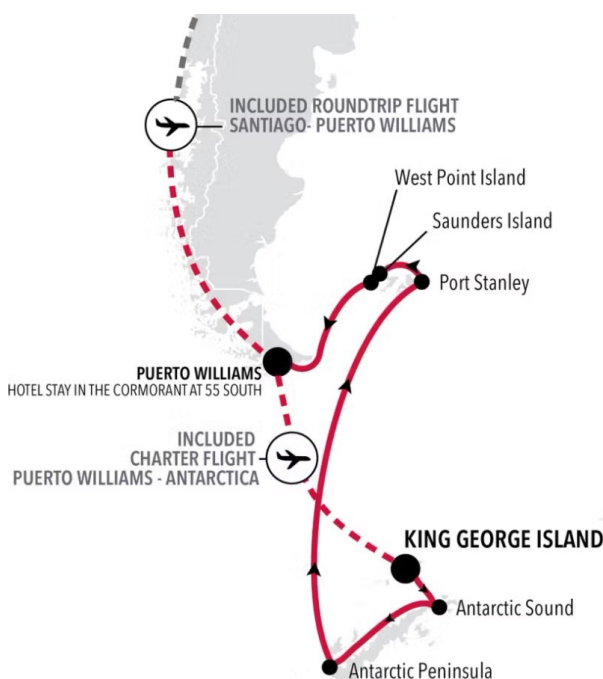 INCLUDED ROUNDTRIP FLIGHT
SANTIAGO- PUERTO WILLIAMS
West Point Island
Saunders Island
Port Stanley
PUERTO WILLIAMS
HOTEL STAY IN THE CORMORANT AT 55 SOUTH
INCLUDED
CHARTER FLIGHT
PUERTO WILLIAMS - ANTARCTICA
KING GEORGE ISLAND
Antarctic Sound
Antarctic Peninsula